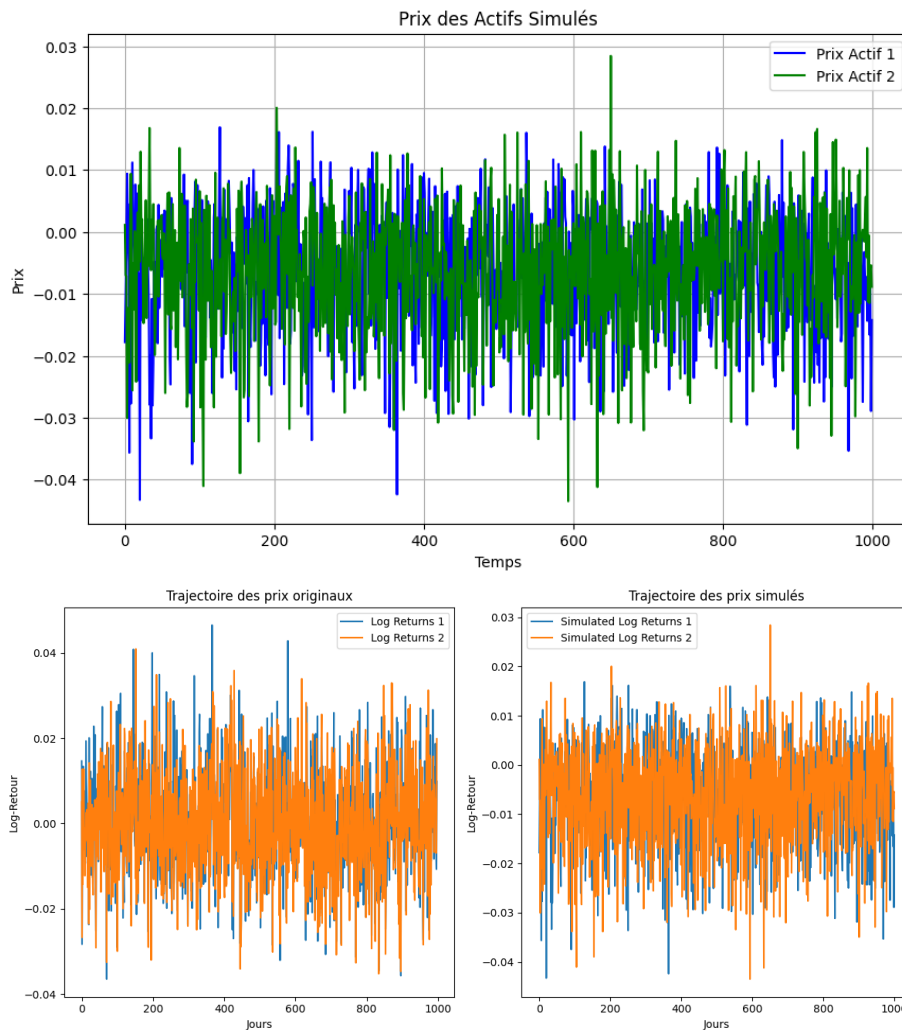 Prix des Actifs Simulés
Prix Actif 1
Prix Actif 2
0.03
0.02
0.01
0.00
−0.01
−0.02
−0.03
−0.04
Prix
0
200
400
600
800
1000
Temps
Trajectoire des prix originaux
Log Returns 1
Log Returns 2
0.04
0.02
0.00
−0.02
−0.04
Log-Retour
0
200
400
600
800
1000
Jours
Trajectoire des prix simulés
Simulated Log Returns 1
Simulated Log Returns 2
0.03
0.02
0.01
0.00
−0.01
−0.02
−0.03
−0.04
Log-Retour
0
200
400
600
800
1000
Jours